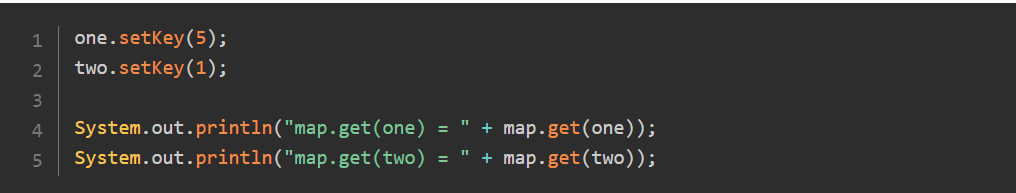 1 one.setKey(5);
2 two.setKey(1);
3
4 System.out.println("map.get(one) = " + map.get(one));
5 System.out.println("map.get(two) = " + map.get(two));